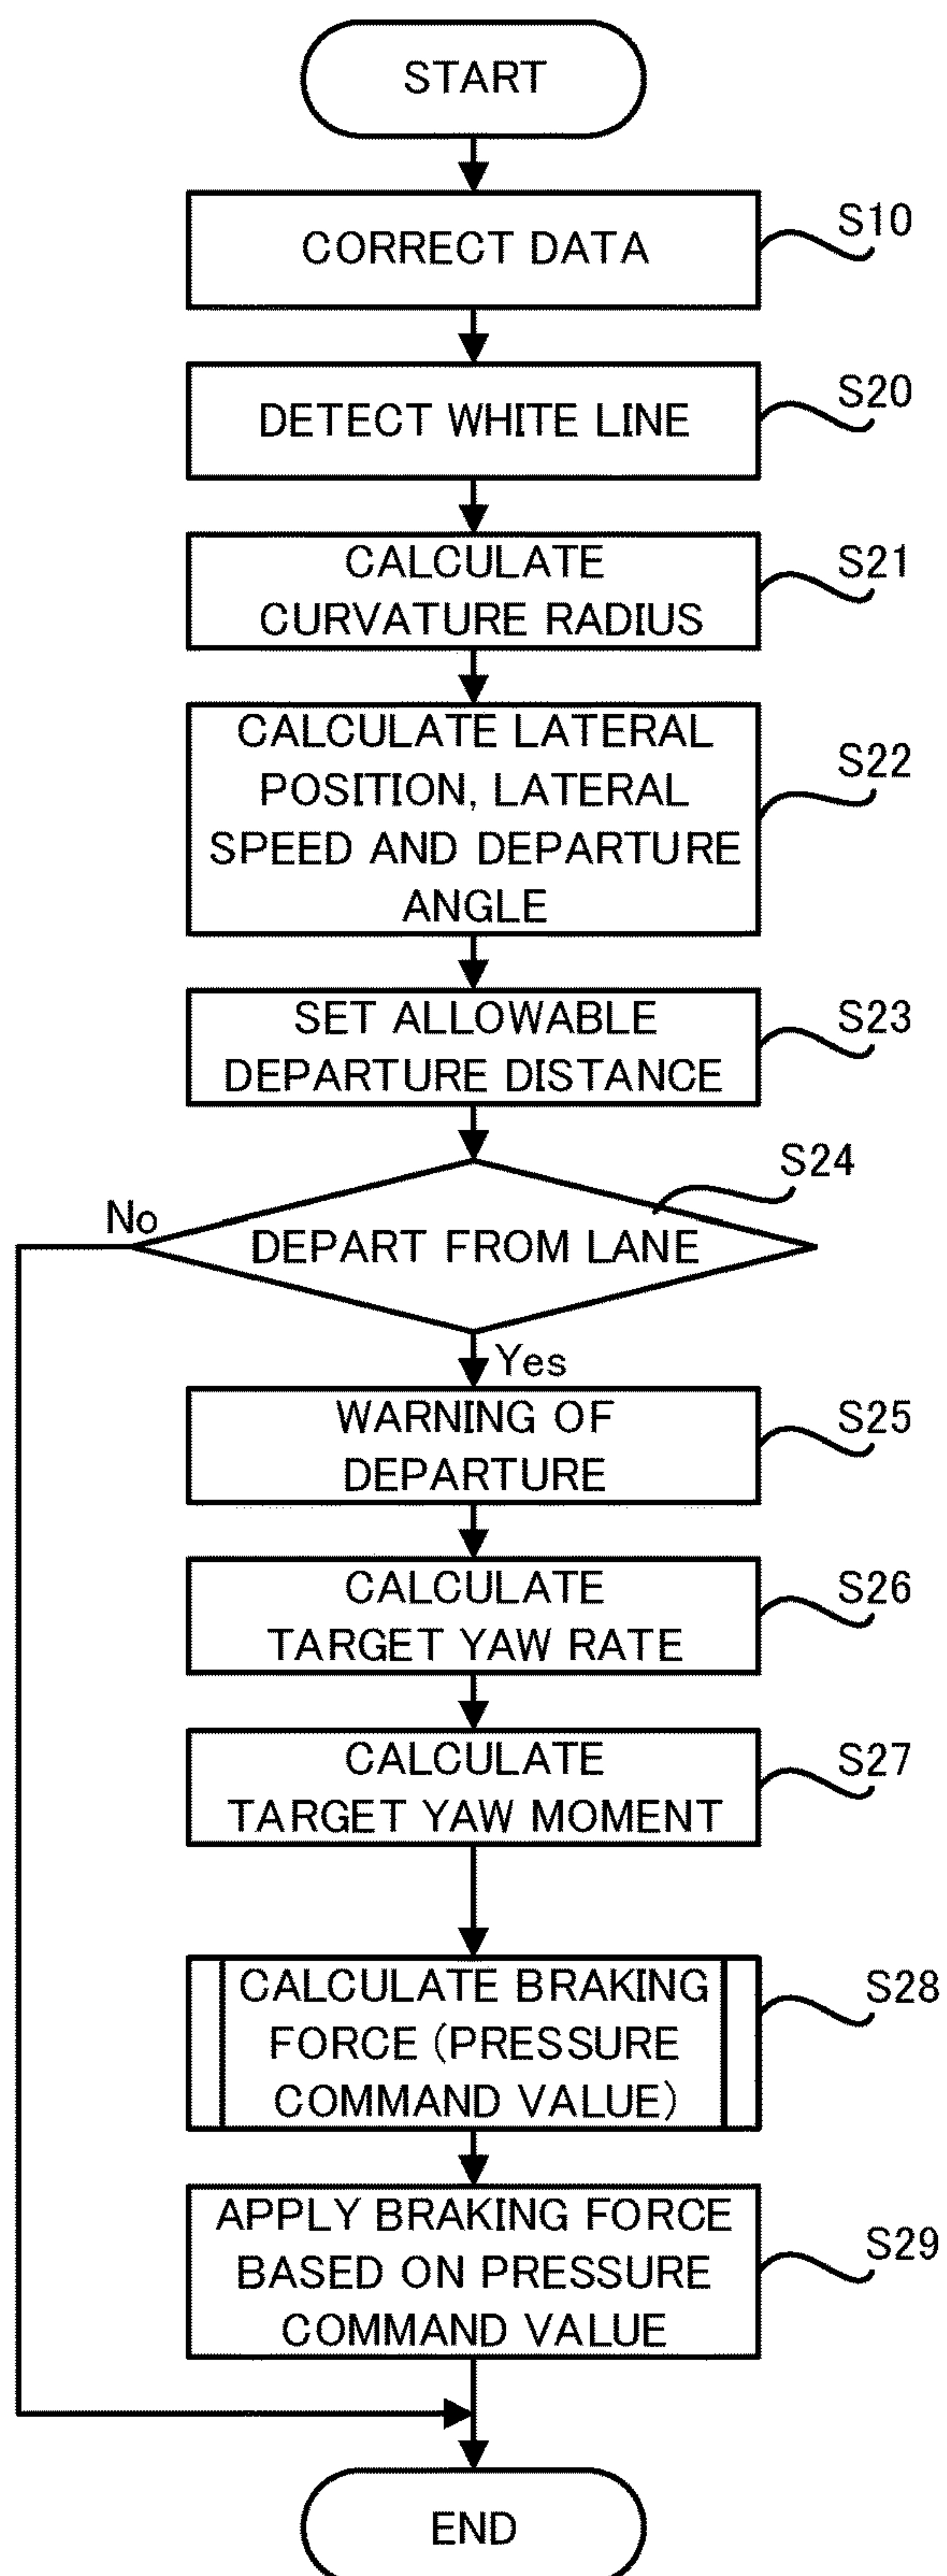 START
CORRECT DATA
S10
DETECT WHITE LINE
S20
CALCULATE
CURVATURE RADIUS
S21
CALCULATE LATERAL
POSITION, LATERAL
SPEED AND DEPARTURE
ANGLE
S22
SET ALLOWABLE
DEPARTURE DISTANCE
S23
S24
No
DEPART FROM LANE
Yes
WARNING OF
DEPARTURE
S25
CALCULATE
TARGET YAW RATE
S26
CALCULATE
TARGET YAW MOMENT
S27
CALCULATE BRAKING
FORCE (PRESSURE
COMMAND VALUE)
S28
APPLY BRAKING FORCE
BASED ON PRESSURE
COMMAND VALUE
S29
END